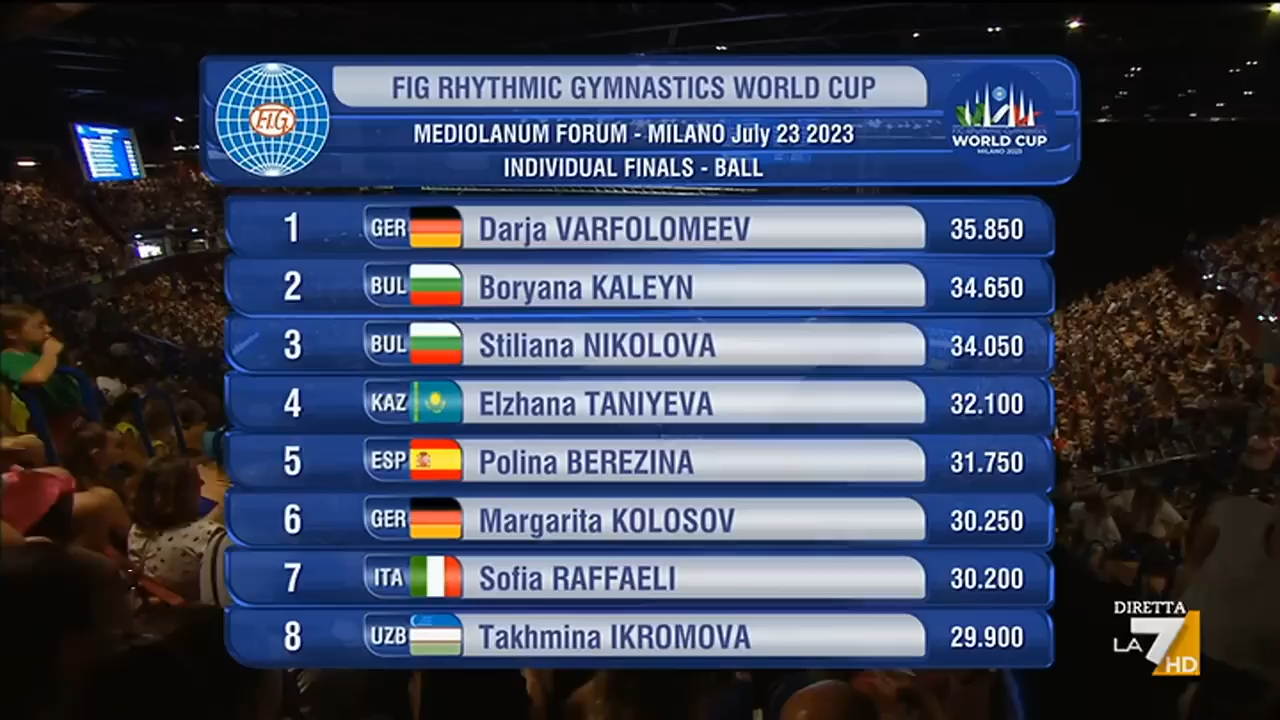 F.I.G.
FIG RHYTHMIC GYMNASTICS WORLD CUP
MEDIOLANUM FORUM - MILANO July 23 2023
INDIVIDUAL FINALS - BALL
FIG RHYTHMIC GYMNASTICS
WORLD CUP
MILANO 2023
1 GER Darja VARFOLOMEEV 35.850
2 BUL Boryana KALEYN 34.650
3 BUL Stiliana NIKOLOVA 34.050
4 KAZ Elzhana TANIYEVA 32.100
5 ESP Polina BEREZINA 31.750
6 GER Margarita KOLOSOV 30.250
7 ITA Sofia RAFFAELI 30.200
8 UZB Takhmina IKROMOVA 29.900
DIRETTA
LA7
HD